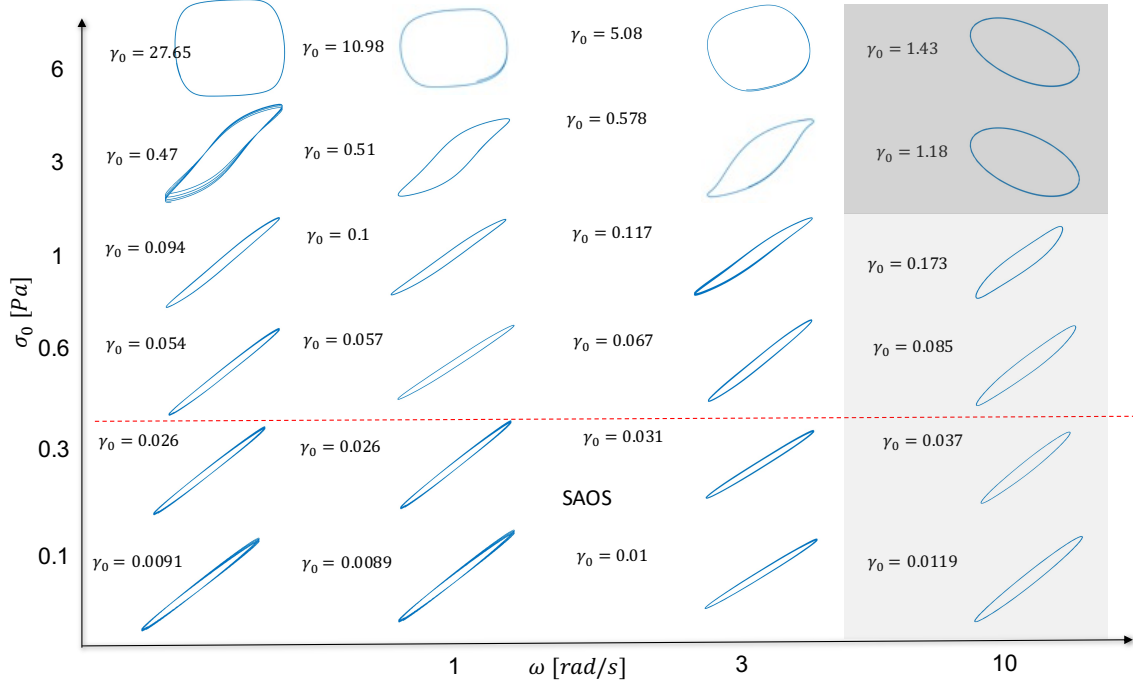 γ₀ = 27.65
γ₀ = 10.98
γ₀ = 5.08
γ₀ = 1.43
6
γ₀ = 0.47
γ₀ = 0.51
γ₀ = 0.578
γ₀ = 1.18
3
γ₀ = 0.094
γ₀ = 0.1
γ₀ = 0.117
γ₀ = 0.173
1
σ₀ [Pa]
γ₀ = 0.054
γ₀ = 0.057
γ₀ = 0.067
γ₀ = 0.085
0.6
γ₀ = 0.026
γ₀ = 0.026
γ₀ = 0.031
γ₀ = 0.037
0.3
SAOS
γ₀ = 0.0091
γ₀ = 0.0089
γ₀ = 0.01
γ₀ = 0.0119
0.1
1
ω [rad/s]
3
10